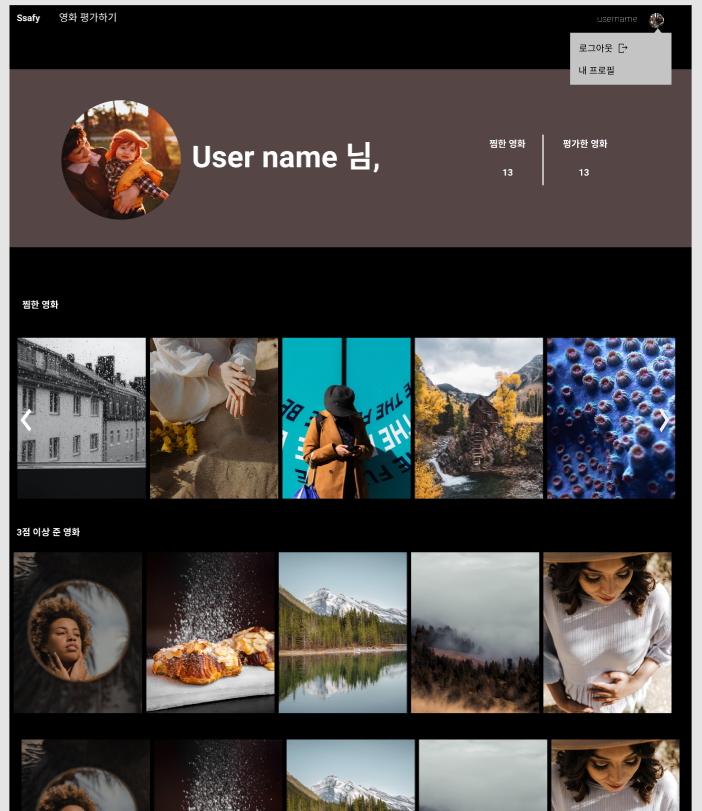 Ssafy 영화 평가하기 username
로그아웃
내 프로필
User name 님,
찜한 영화 평가한 영화
13 13
찜한 영화
THE
THE
3점 이상 준 영화